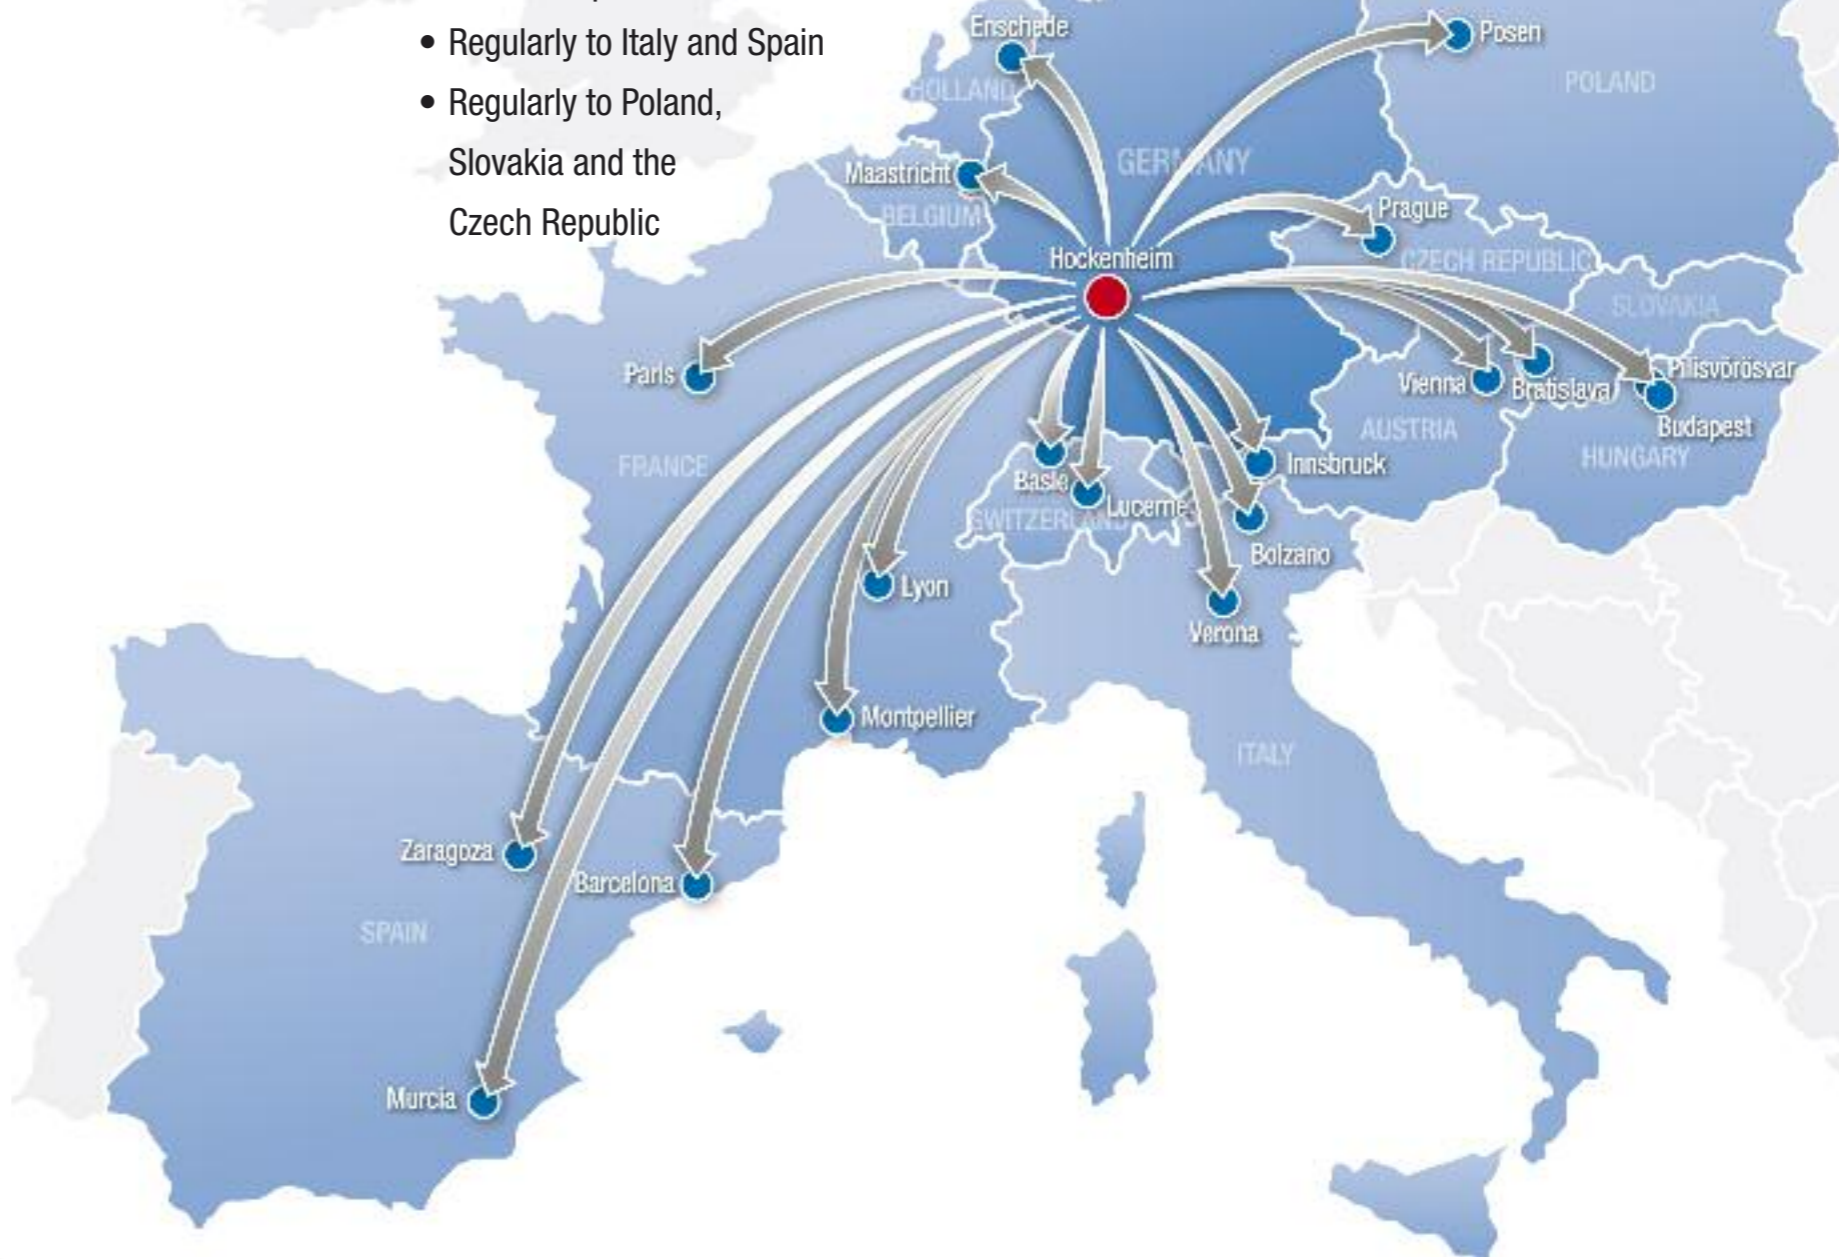 • Regularly to Italy and Spain
• Regularly to Poland,
Slovakia and the
Czech Republic
Enschede
Posen
HOLLAND
POLAND
GERMANY
Maastricht
BELGIUM
Prague
CZECH REPUBLIC
Hockenheim
SLOVAKIA
Paris
Vienna
Bratislava
Pilisvörösvar
Budapest
AUSTRIA
HUNGARY
FRANCE
Innsbruck
Basle
Lucerne
SWITZERLAND
Bolzano
Lyon
Verona
Montpellier
ITALY
Zaragoza
Barcelona
SPAIN
Murcia